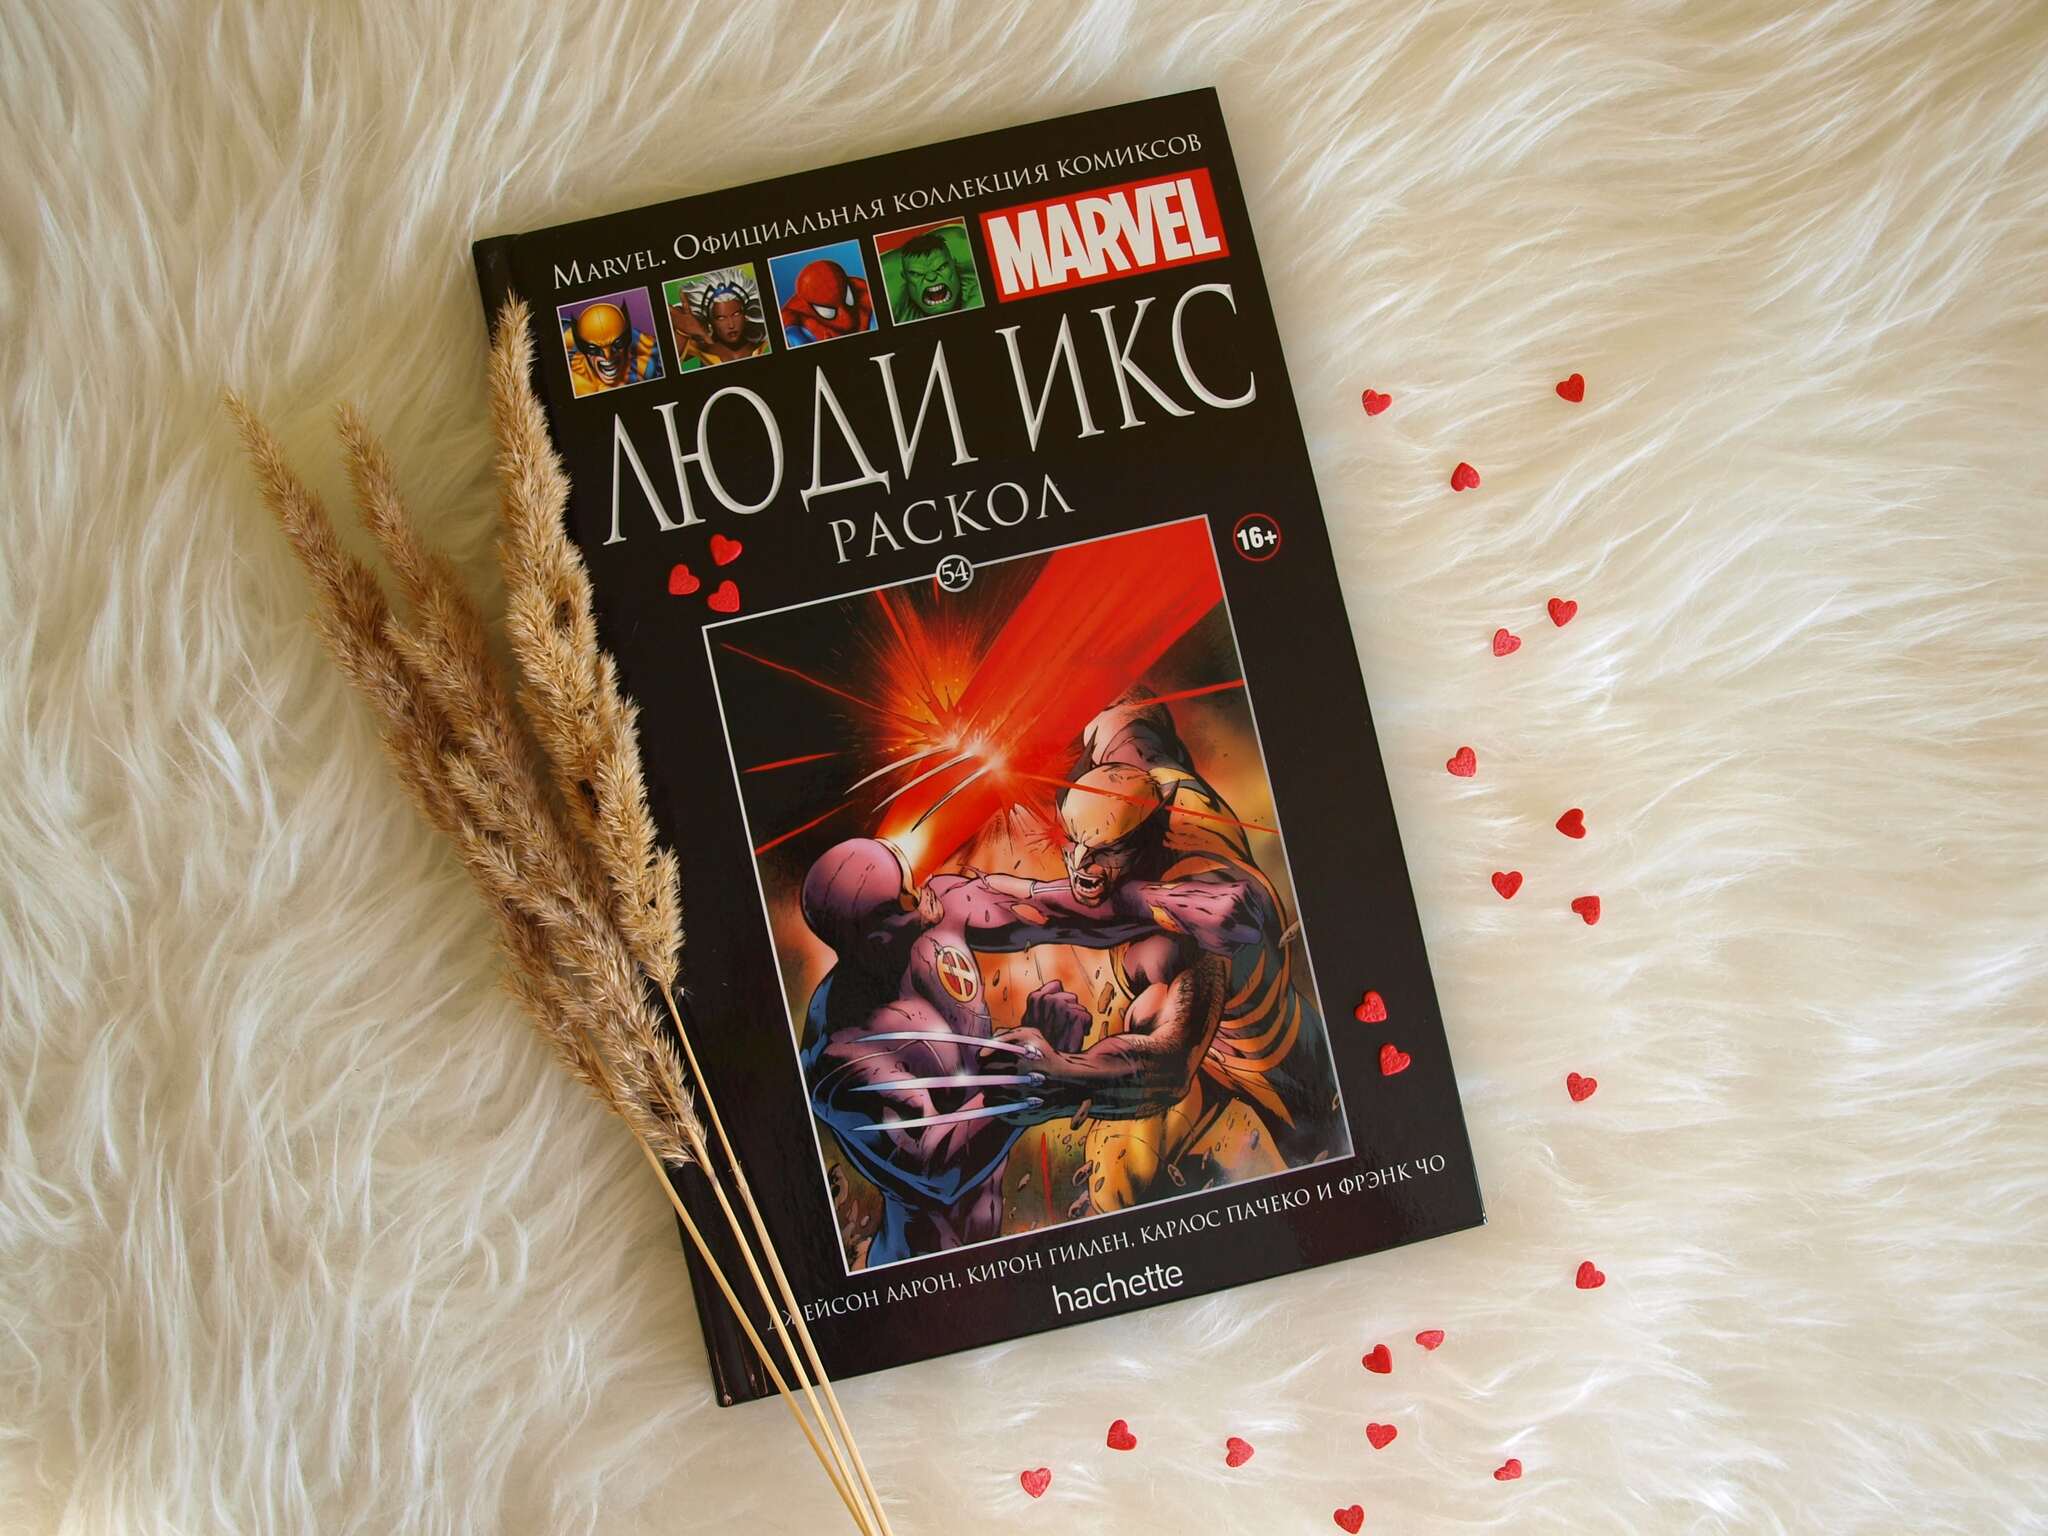 MARVEL. ОФИЦИАЛЬНАЯ КОЛЛЕКЦИЯ КОМИКСОВ
MARVEL
ЛЮДИ ИКС
РАСКОЛ
54
16+
ДЖЕЙСОН ААРОН, КИРОН ГИЛЛЕН, КАРЛОС ПАЧЕКО И ФРЭНК ЧО
hachette